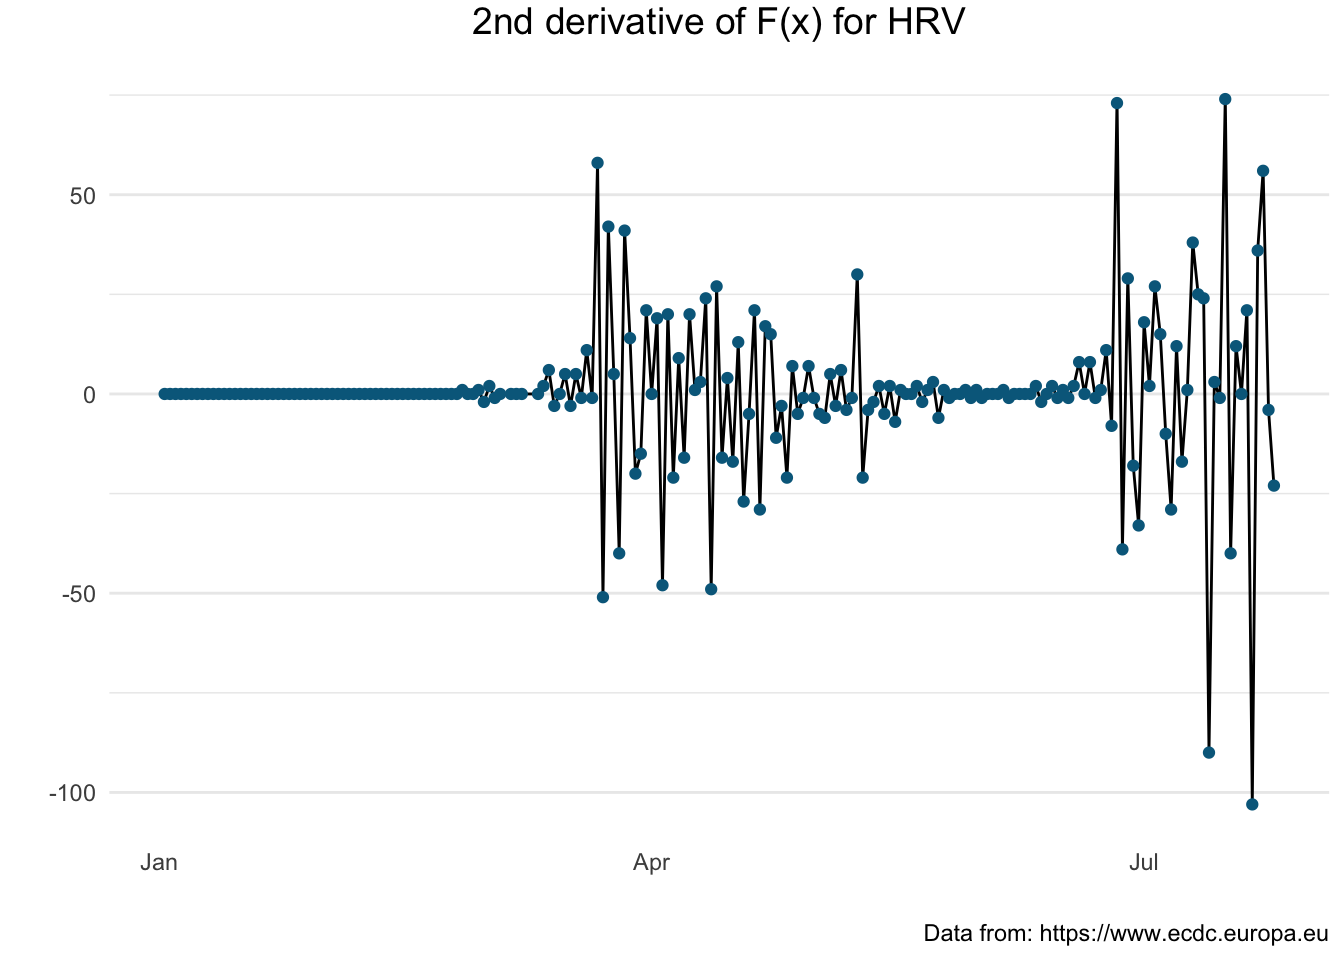 2nd derivative of F(x) for HRV
50
0
-50
-100
Jan Apr Jul
Data from: https://www.ecdc.europa.eu